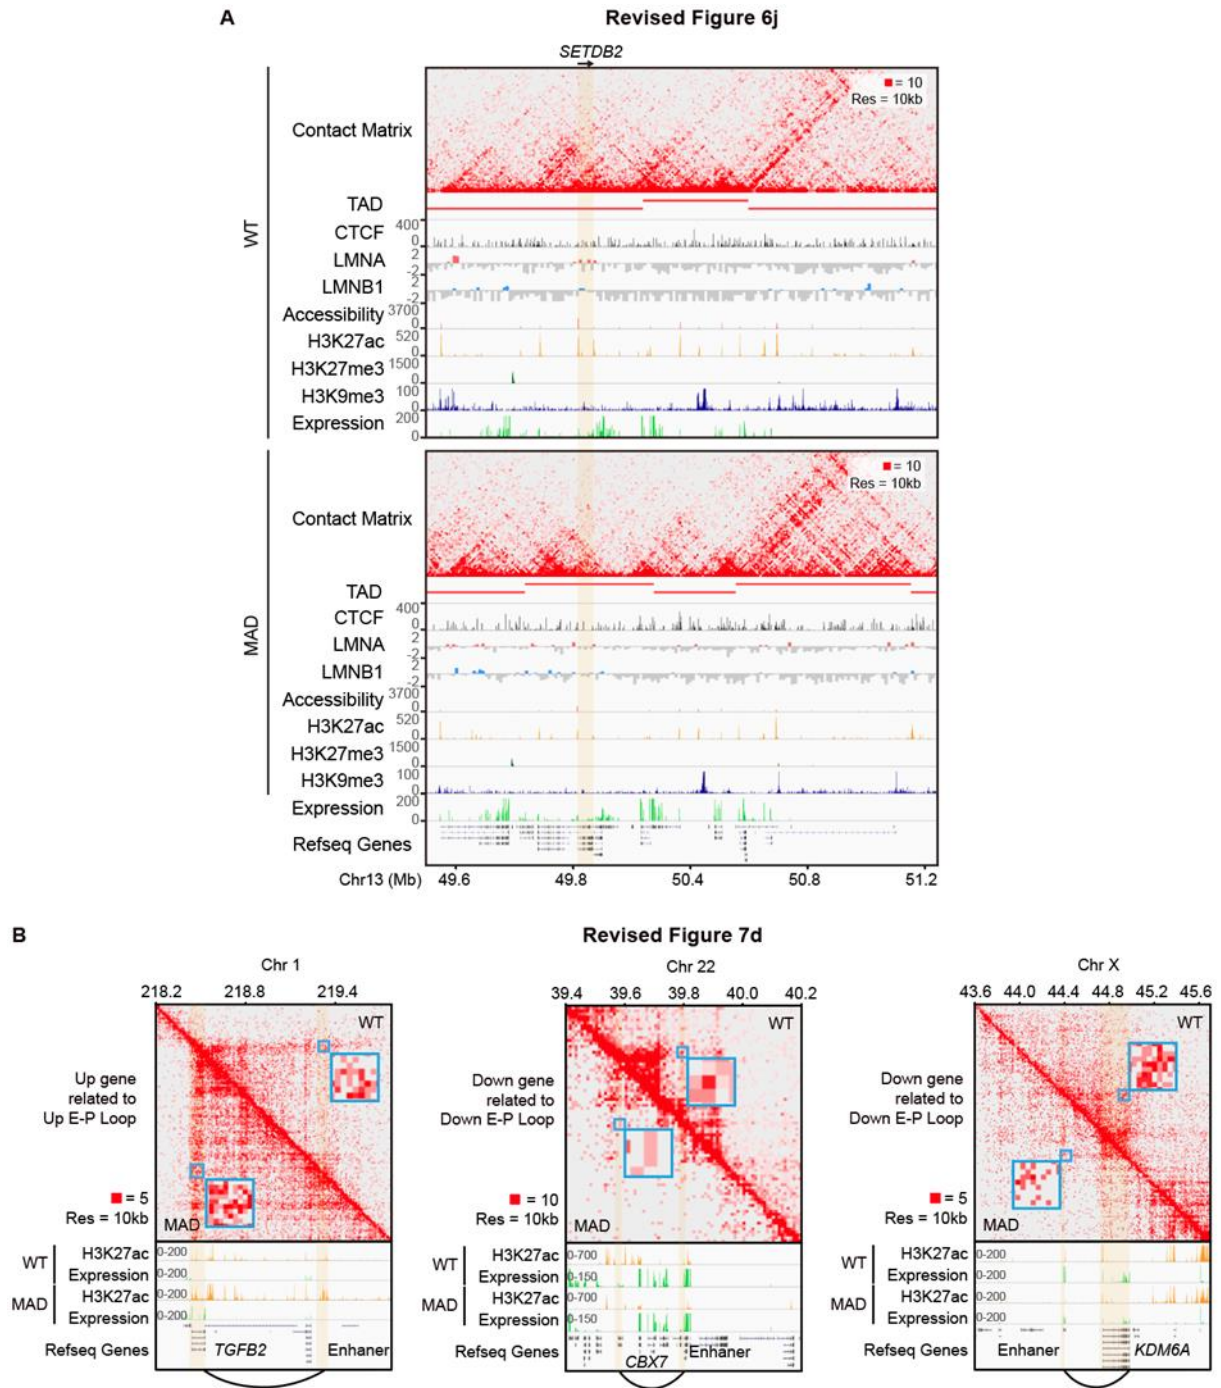 A
Revised Figure 6j
SETDB2
= 10
Res = 10kb
Contact Matrix
WT
TAD
CTCF 400 0
LMNA 2 -2
LMNB1 2 -2
Accessibility 3700 0
H3K27ac 520 0
H3K27me3 1500 0
H3K9me3 100 0
Expression 200 0
= 10
Res = 10kb
Contact Matrix
MAD
TAD
CTCF 400 0
LMNA 2 -2
LMNB1 2 -2
Accessibility 3700 0
H3K27ac 520 0
H3K27me3 1500 0
H3K9me3 100 0
Expression 200 0
Refseq Genes
Chr13 (Mb) 49.6 49.8 50.4 50.8 51.2
B
Revised Figure 7d
Chr 1
218.2 218.8 219.4
WT
Up gene
related to
Up E-P Loop
= 5
Res = 10kb
MAD
WT
H3K27ac 0-200
Expression 0-200
MAD
H3K27ac 0-200
Expression 0-200
Refseq Genes
TGFB2
Enhaner
Chr 22
39.4 39.6 39.8 40.0 40.2
WT
Down gene
related to
Down E-P Loop
= 10
Res = 10kb
MAD
WT
H3K27ac 0-700
Expression 0-150
MAD
H3K27ac 0-700
Expression 0-150
Refseq Genes
CBX7
Enhaner
Chr X
43.6 44.0 44.4 44.8 45.2 45.6
WT
Down gene
related to
Down E-P Loop
= 5
Res = 10kb
MAD
WT
H3K27ac 0-200
Expression 0-200
MAD
H3K27ac 0-200
Expression 0-200
Refseq Genes
Enhaner
KDM6A